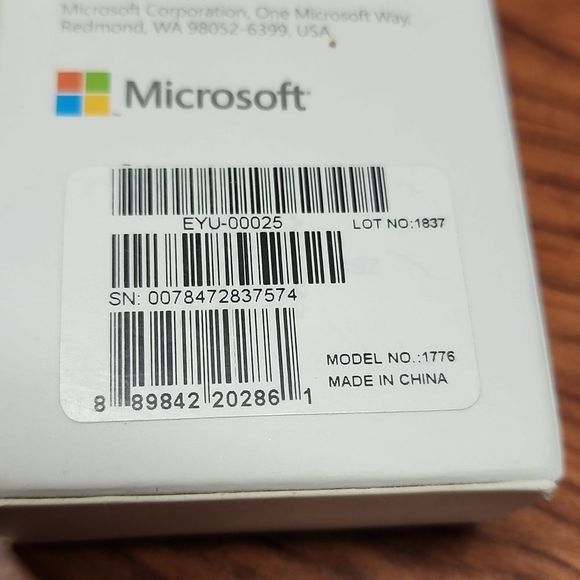 Microsoft Corporation, One Microsoft Way,
Redmond, WA 98052-6399, USA
Microsoft
EYU-00025
LOT NO:1837
SN: 0078472837574
MODEL NO.:1776
MADE IN CHINA
8 89842 20286 1